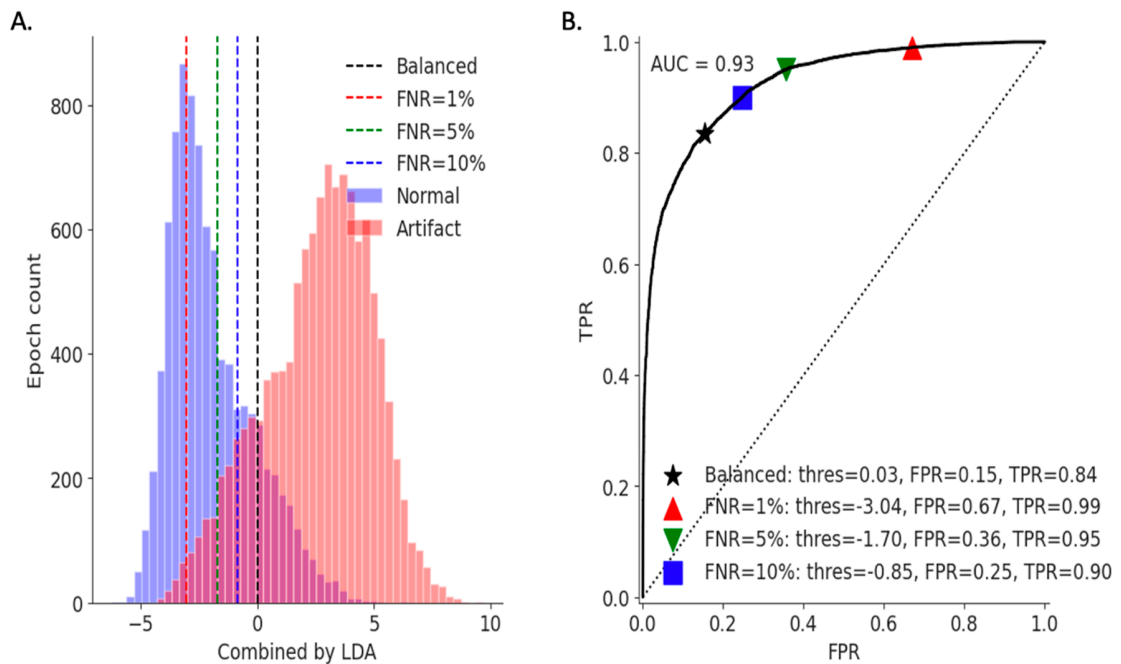 A.
Epoch count
800
600
400
200
0
−5
0
5
10
Combined by LDA
Balanced
FNR=1%
FNR=5%
FNR=10%
Normal
Artifact
B.
TPR
1.0
0.8
0.6
0.4
0.2
0.0
0.0
0.2
0.4
0.6
0.8
1.0
FPR
AUC = 0.93
Balanced: thres=0.03, FPR=0.15, TPR=0.84
FNR=1%: thres=-3.04, FPR=0.67, TPR=0.99
FNR=5%: thres=-1.70, FPR=0.36, TPR=0.95
FNR=10%: thres=-0.85, FPR=0.25, TPR=0.90